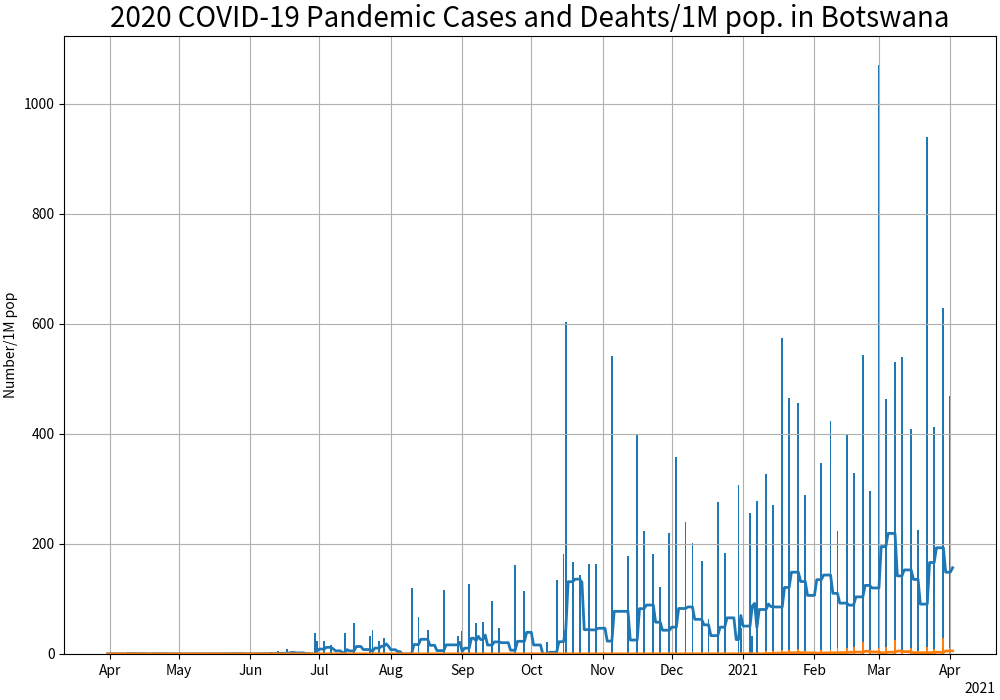 2020 COVID-19 Pandemic Cases and Deahts/1M pop. in Botswana
Number/1M pop
1000
800
600
400
200
0
Apr May Jun Jul Aug Sep Oct Nov Dec 2021 Feb Mar Apr
2021